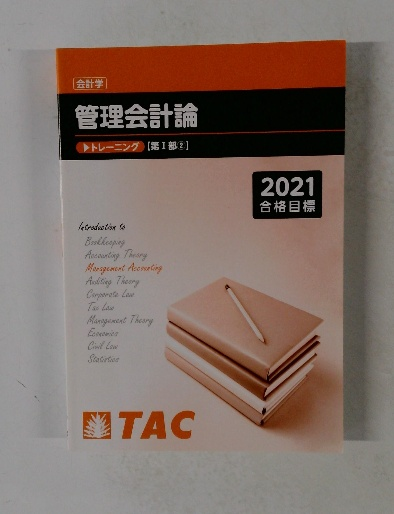 会計学
管理会計論
▶トレーニング【第Ⅰ部②】
2021
合格目標
Introduction to
Bookkeeping
Accounting Theory
Management Accounting
Auditing Theory
Corporate Law
Tax Law
Management Theory
Economics
Civil Law
Statistics
TAC